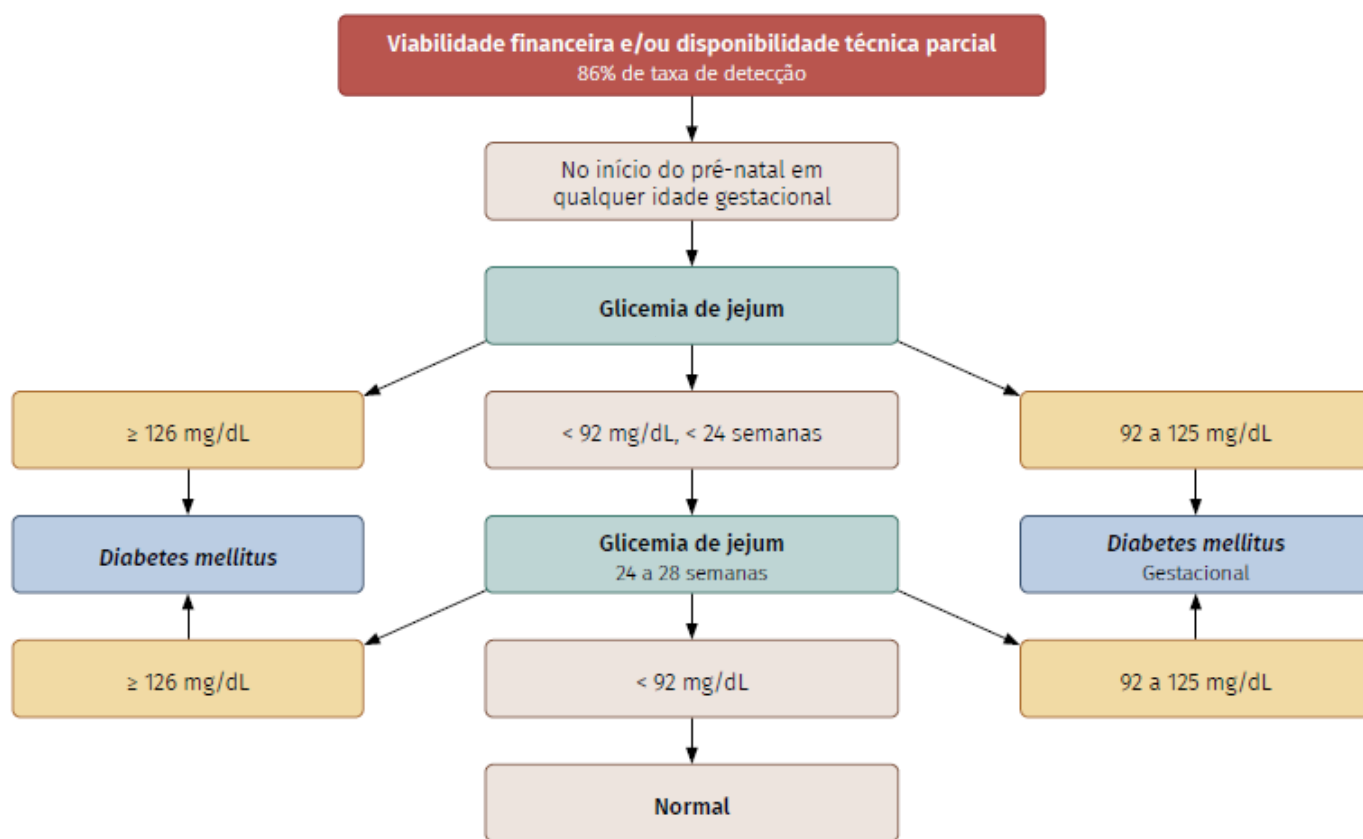 Viabilidade financeira e/ou disponibilidade técnica parcial
86% de taxa de detecção
No início do pré-natal em
qualquer idade gestacional
Glicemia de jejum
≥ 126 mg/dL
< 92 mg/dL, < 24 semanas
92 a 125 mg/dL
Diabetes mellitus
Glicemia de jejum
24 a 28 semanas
Diabetes mellitus
Gestacional
≥ 126 mg/dL
< 92 mg/dL
92 a 125 mg/dL
Normal